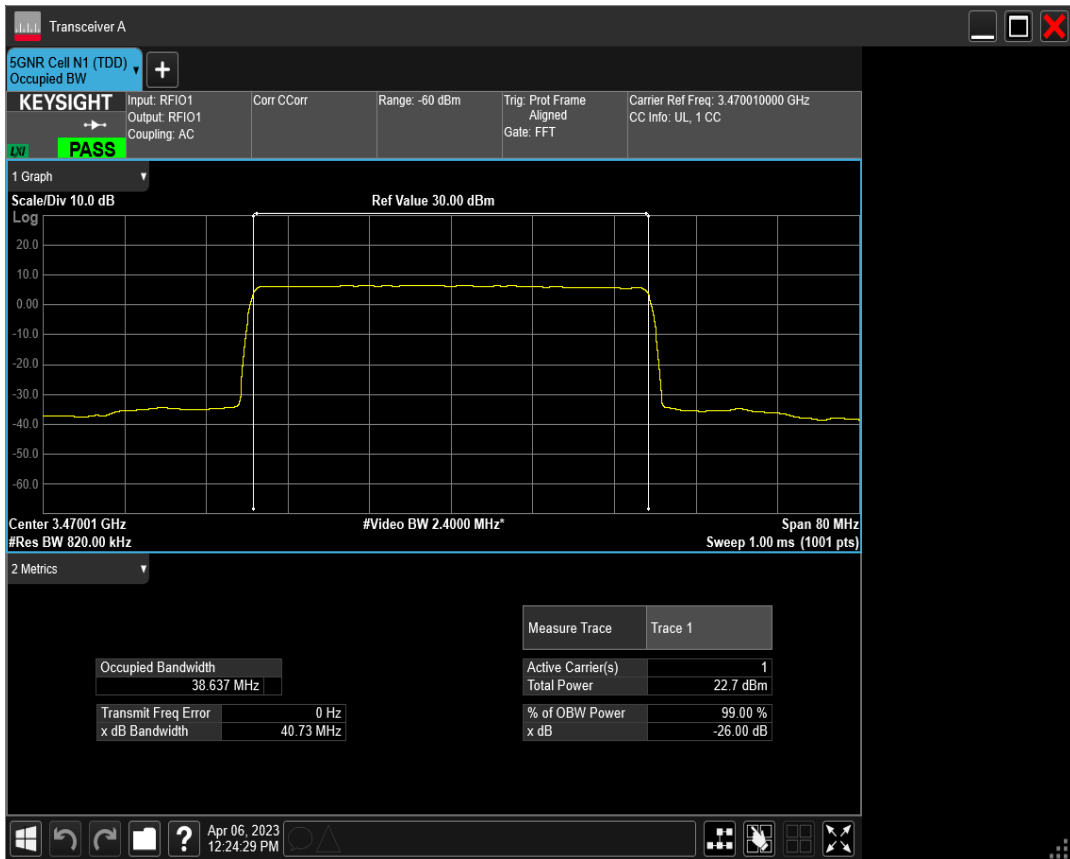 Transceiver A
5GNR Cell N1 (TDD)
Occupied BW
+
KEYSIGHT
LXI
PASS
Input: RFIO1
Output: RFIO1
Coupling: AC
Corr CCorr
Range: -60 dBm
Trig: Prot Frame
Aligned
Gate: FFT
Carrier Ref Freq: 3.470010000 GHz
CC Info: UL, 1 CC
1 Graph
Scale/Div 10.0 dB
Ref Value 30.00 dBm
Log
20.0
10.0
0.00
-10.0
-20.0
-30.0
-40.0
-50.0
-60.0
Center 3.47001 GHz
#Video BW 2.4000 MHz*
Span 80 MHz
#Res BW 820.00 kHz
Sweep 1.00 ms (1001 pts)
2 Metrics
Measure Trace
Trace 1
Occupied Bandwidth
38.637 MHz
Active Carrier(s) 1
Total Power 22.7 dBm
Transmit Freq Error 0 Hz
x dB Bandwidth 40.73 MHz
% of OBW Power 99.00 %
x dB -26.00 dB
?
Apr 06, 2023
12:24:29 PM